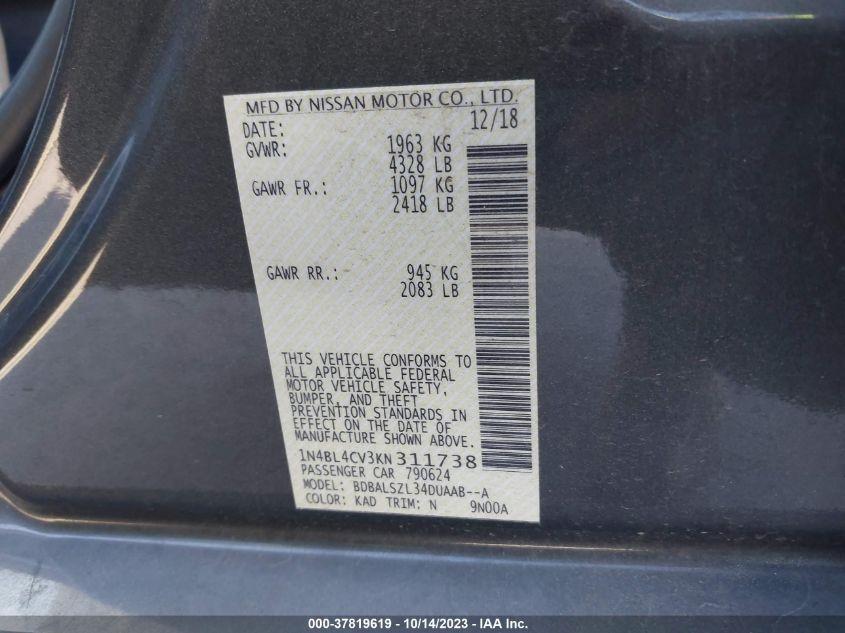 MFD BY NISSAN MOTOR CO., LTD.
DATE: 12/18
GVWR: 1963 KG
4328 LB
GAWR FR.: 1097 KG
2418 LB
GAWR RR.: 945 KG
2083 LB
THIS VEHICLE CONFORMS TO
ALL APPLICABLE FEDERAL
MOTOR VEHICLE SAFETY,
BUMPER, AND THEFT
PREVENTION STANDARDS IN
EFFECT ON THE DATE OF
MANUFACTURE SHOWN ABOVE.
1N4BL4CV3KN311738
PASSENGER CAR 790624
MODEL: BDBALSZL34DUAAB--A
COLOR: KAD TRIM: N 9N00A
000-37819619 - 10/14/2023 - IAA Inc.